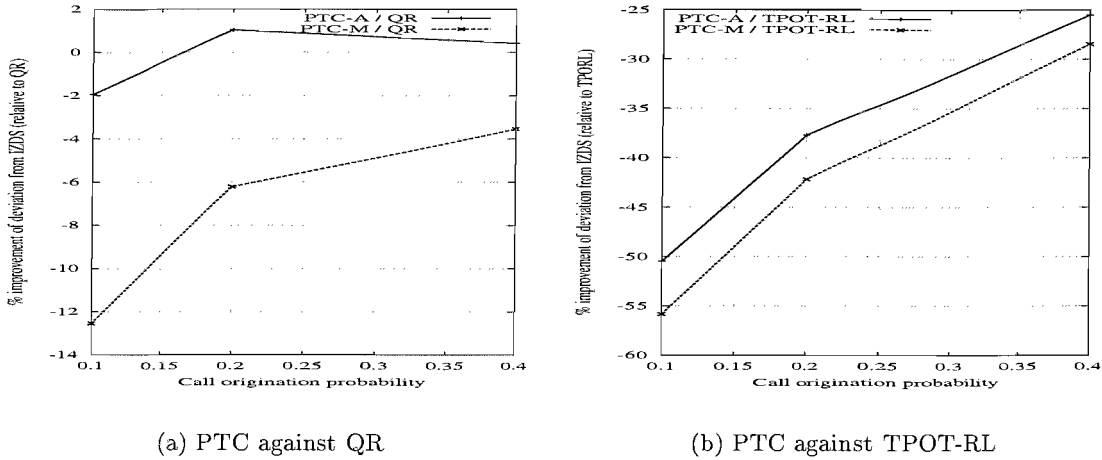 % improvement of deviation from IZDS (relative to QR)
2
0
-2
-4
-6
-8
-10
-12
-14
PTC-A / QR
PTC-M / QR
0.1 0.15 0.2 0.25 0.3 0.35 0.4
Call origination probability
(a) PTC against QR
% improvement of deviation from IZDS (relative to TPORL)
-25
-30
-35
-40
-45
-50
-55
-60
PTC-A / TPOT-RL
PTC-M / TPOT-RL
0.1 0.15 0.2 0.25 0.3 0.35 0.4
Call origination probability
(b) PTC against TPOT-RL